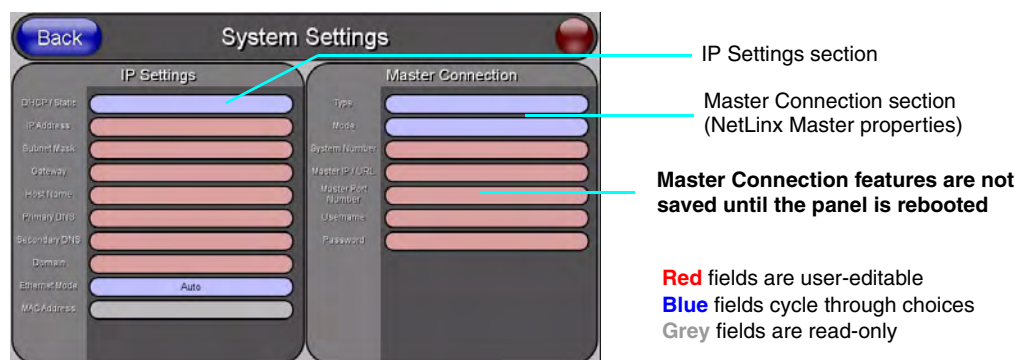 Back
System Settings
IP Settings
DHCP / Static
IP Address
Subnet Mask
Gateway
Host Name
Primary DNS
Secondary DNS
Domain
Ethernet Mode
Auto
MAC Address
Master Connection
Type
Mode
System Number
Master IP / URL
Master Port
Number
Username
Password
IP Settings section
Master Connection section
(NetLinx Master properties)
Master Connection features are not
saved until the panel is rebooted
Red fields are user-editable
Blue fields cycle through choices
Grey fields are read-only